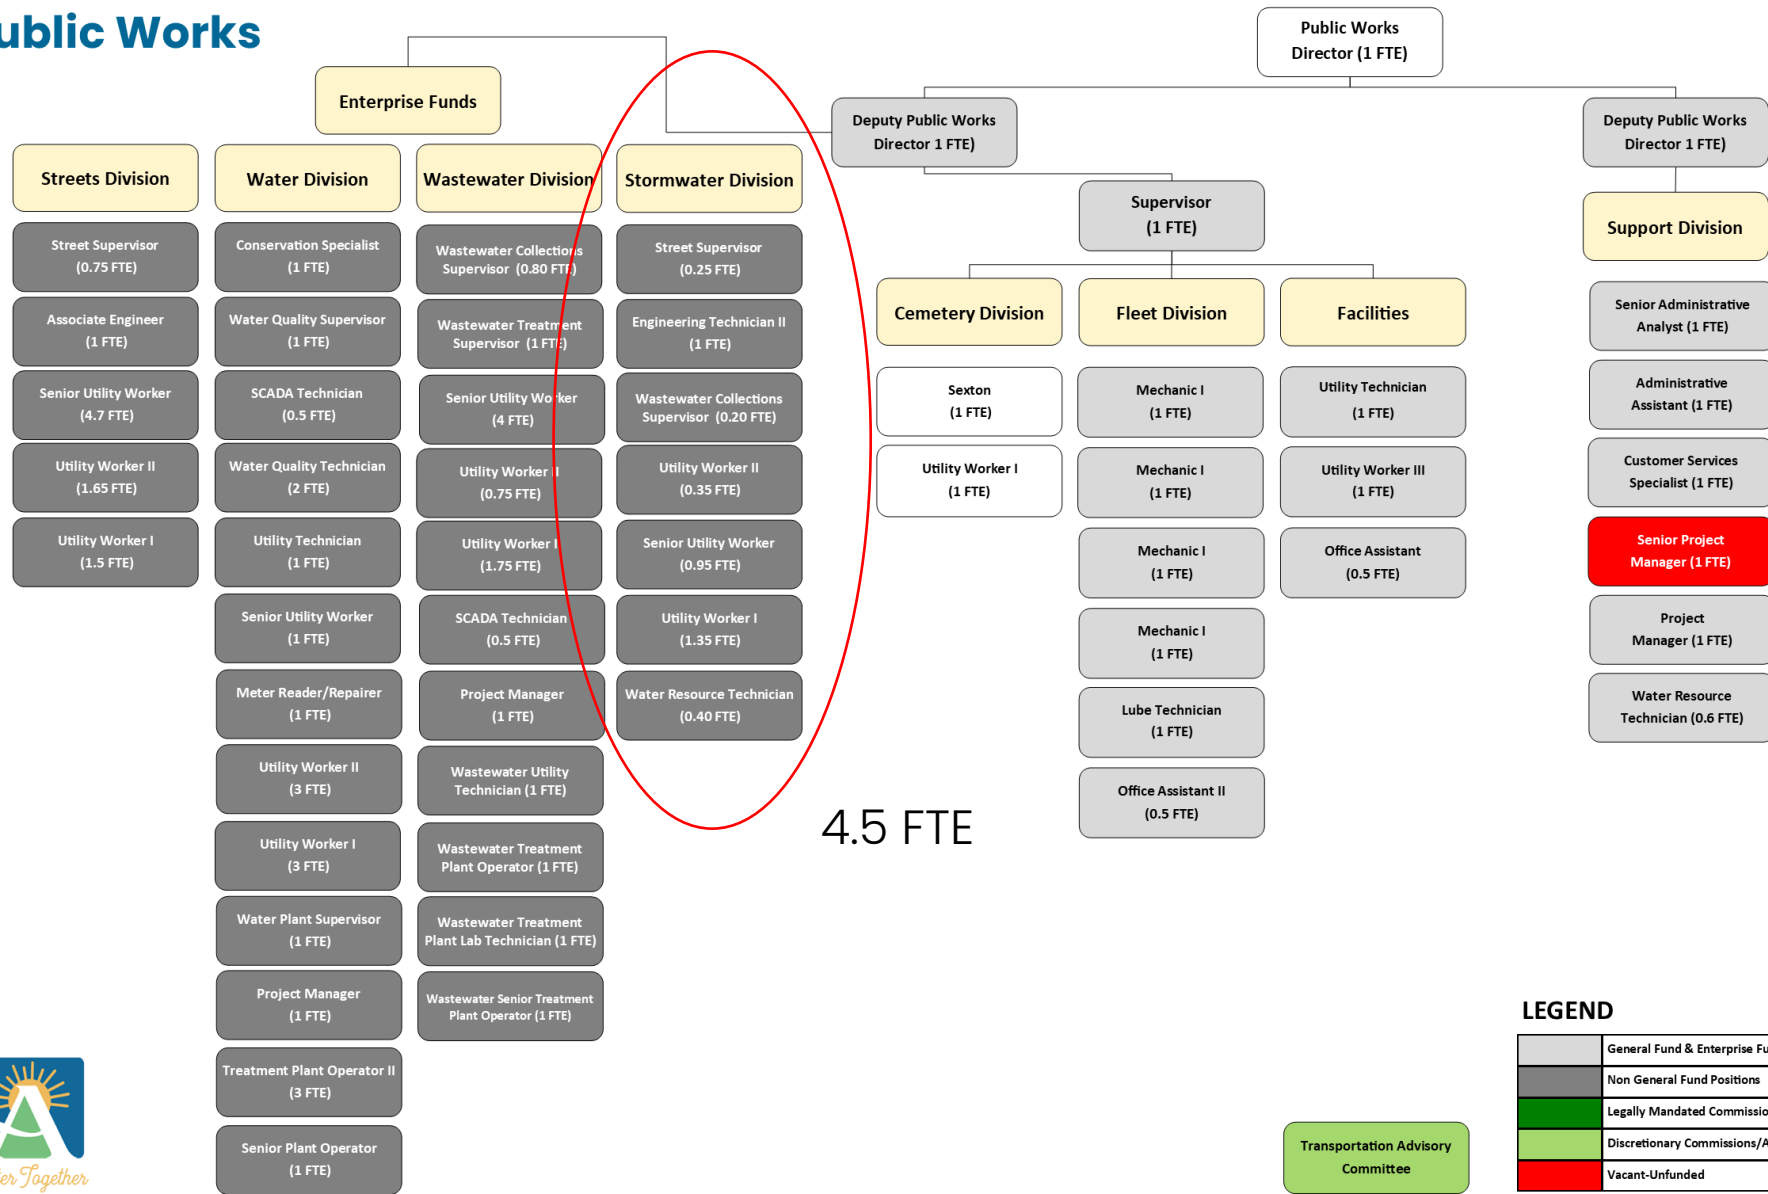 ublic Works
Public Works
Director (1 FTE)
Enterprise Funds
Deputy Public Works
Director 1 FTE)
Deputy Public Works
Director 1 FTE)
Streets Division
Street Supervisor
(0.75 FTE)
Associate Engineer
(1 FTE)
Senior Utility Worker
(4.7 FTE)
Utility Worker II
(1.65 FTE)
Utility Worker I
(1.5 FTE)
Water Division
Conservation Specialist
(1 FTE)
Water Quality Supervisor
(1 FTE)
SCADA Technician
(0.5 FTE)
Water Quality Technician
(2 FTE)
Utility Technician
(1 FTE)
Senior Utility Worker
(1 FTE)
Meter Reader/Repairer
(1 FTE)
Utility Worker II
(3 FTE)
Utility Worker I
(3 FTE)
Water Plant Supervisor
(1 FTE)
Project Manager
(1 FTE)
Treatment Plant Operator II
(3 FTE)
Senior Plant Operator
(1 FTE)
Wastewater Division
Wastewater Collections
Supervisor (0.80 FTE)
Wastewater Treatment
Supervisor (1 FTE)
Senior Utility Worker
(4 FTE)
Utility Worker II
(0.75 FTE)
Utility Worker I
(1.75 FTE)
SCADA Technician
(0.5 FTE)
Project Manager
(1 FTE)
Wastewater Utility
Technician (1 FTE)
Wastewater Treatment
Plant Operator (1 FTE)
Wastewater Treatment
Plant Lab Technician (1 FTE)
Wastewater Senior Treatment
Plant Operator (1 FTE)
Stormwater Division
Street Supervisor
(0.25 FTE)
Engineering Technician II
(1 FTE)
Wastewater Collections
Supervisor (0.20 FTE)
Utility Worker II
(0.35 FTE)
Senior Utility Worker
(0.95 FTE)
Utility Worker I
(1.35 FTE)
Water Resource Technician
(0.40 FTE)
4.5 FTE
Supervisor
(1 FTE)
Cemetery Division
Sexton
(1 FTE)
Utility Worker I
(1 FTE)
Fleet Division
Mechanic I
(1 FTE)
Mechanic I
(1 FTE)
Mechanic I
(1 FTE)
Mechanic I
(1 FTE)
Lube Technician
(1 FTE)
Office Assistant II
(0.5 FTE)
Facilities
Utility Technician
(1 FTE)
Utility Worker III
(1 FTE)
Office Assistant
(0.5 FTE)
Support Division
Senior Administrative
Analyst (1 FTE)
Administrative
Assistant (1 FTE)
Customer Services
Specialist (1 FTE)
Senior Project
Manager (1 FTE)
Project
Manager (1 FTE)
Water Resource
Technician (0.6 FTE)
Transportation Advisory
Committee
LEGEND
General Fund & Enterprise Fu
Non General Fund Positions
Legally Mandated Commissio
Discretionary Commissions/A
Vacant-Unfunded
ter Together